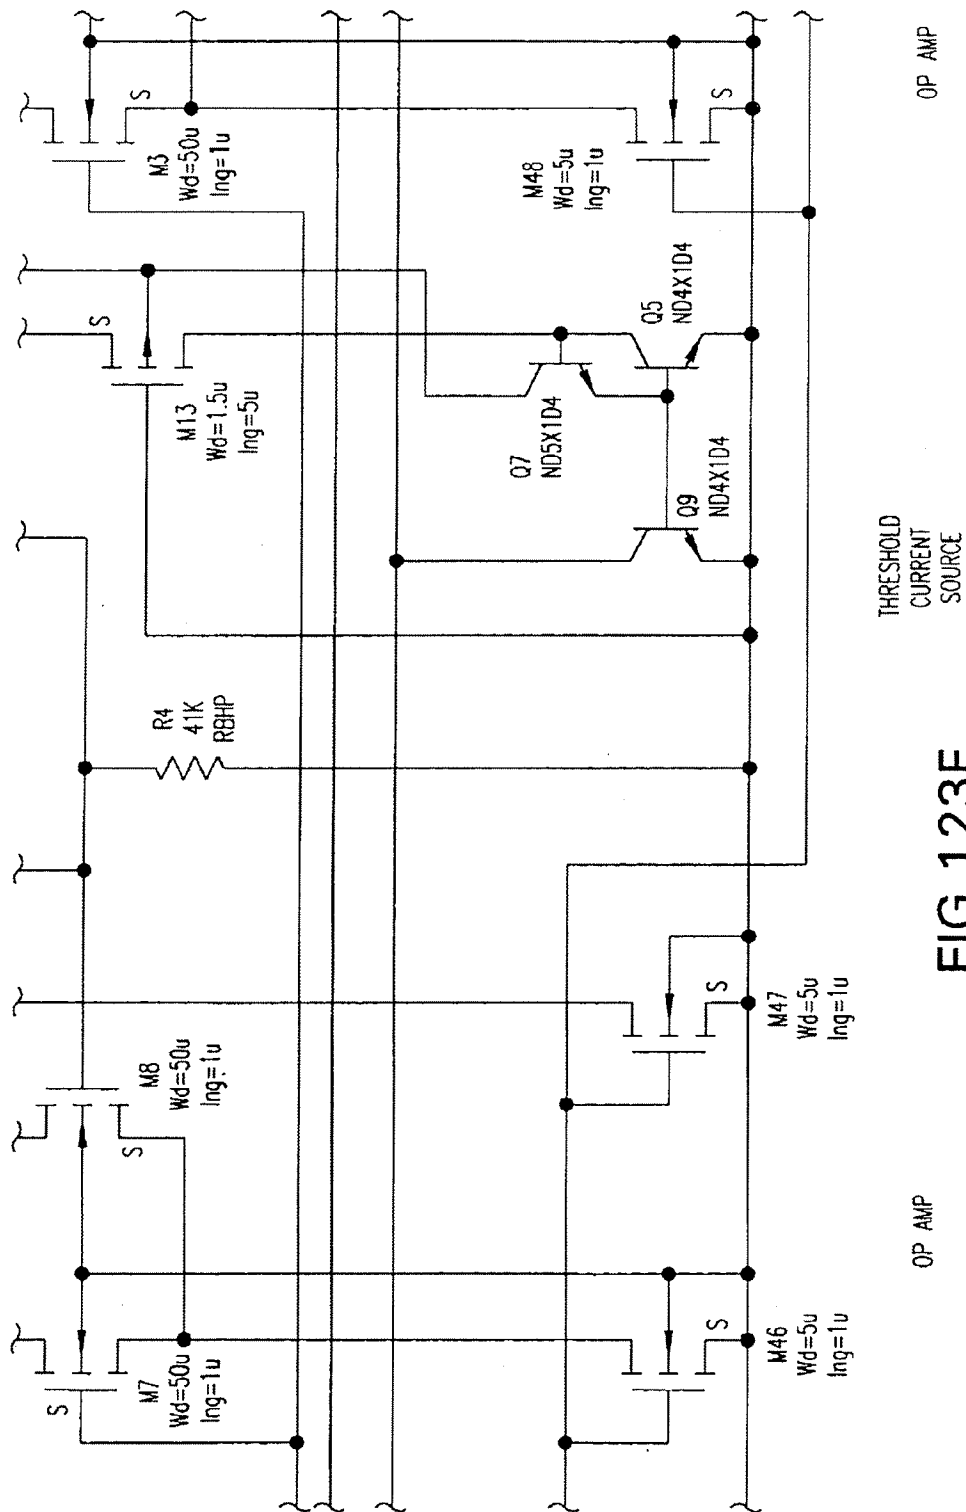 S
M7
Wd=50u
lng=1u
M8
Wd=50u
lng=1u
S
R4
41K
RBHP
S
M13
Wd=1.5u
lng=5u
S
M3
Wd=50u
lng=1u
Q7
ND5X1D4
M48
Wd=5u
lng=1u
Q5
ND4X1D4
Q9
ND4X1D4
S
S
S
M46
Wd=5u
lng=1u
M47
Wd=5u
lng=1u
OP AMP
THRESHOLD
CURRENT
SOURCE
OP AMP
FIG